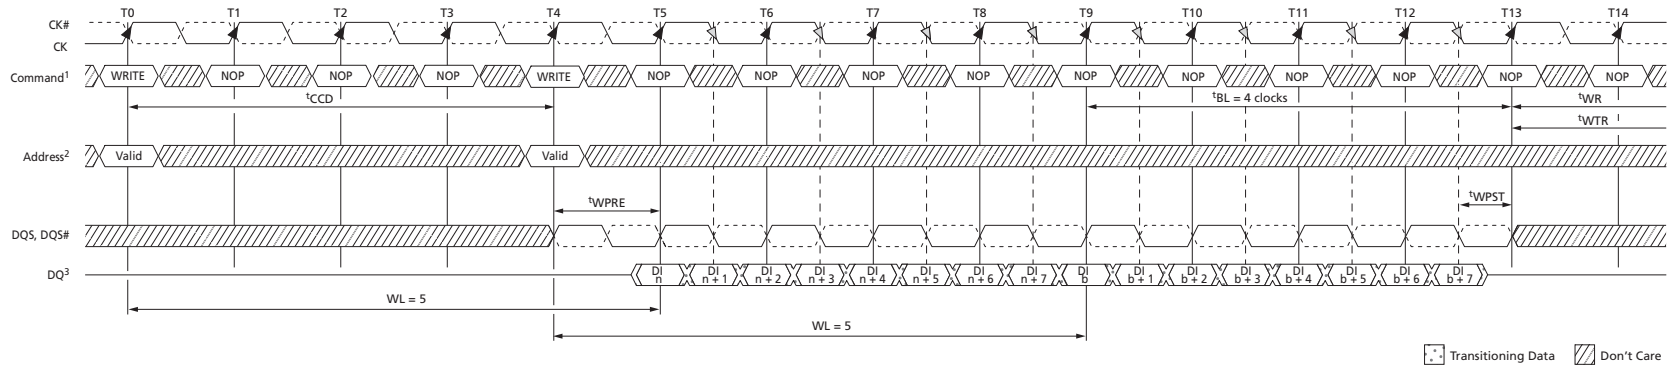 T0 T1 T2 T3 T4 T5 T6 T7 T8 T9 T10 T11 T12 T13 T14
CK#
CK
Command1 WRITE NOP NOP NOP WRITE NOP NOP NOP NOP NOP NOP NOP NOP NOP NOP
tCCD tBL = 4 clocks tWR
tWTR
Address2 Valid Valid
tWPRE tWPST
DQS, DQS#
DQ3 DI n DI n + 1 DI n + 2 DI n + 3 DI n + 4 DI n + 5 DI n + 6 DI n + 7 DI b DI b + 1 DI b + 2 DI b + 3 DI b + 4 DI b + 5 DI b + 6 DI b + 7
WL = 5
WL = 5
Transitioning Data Don't Care